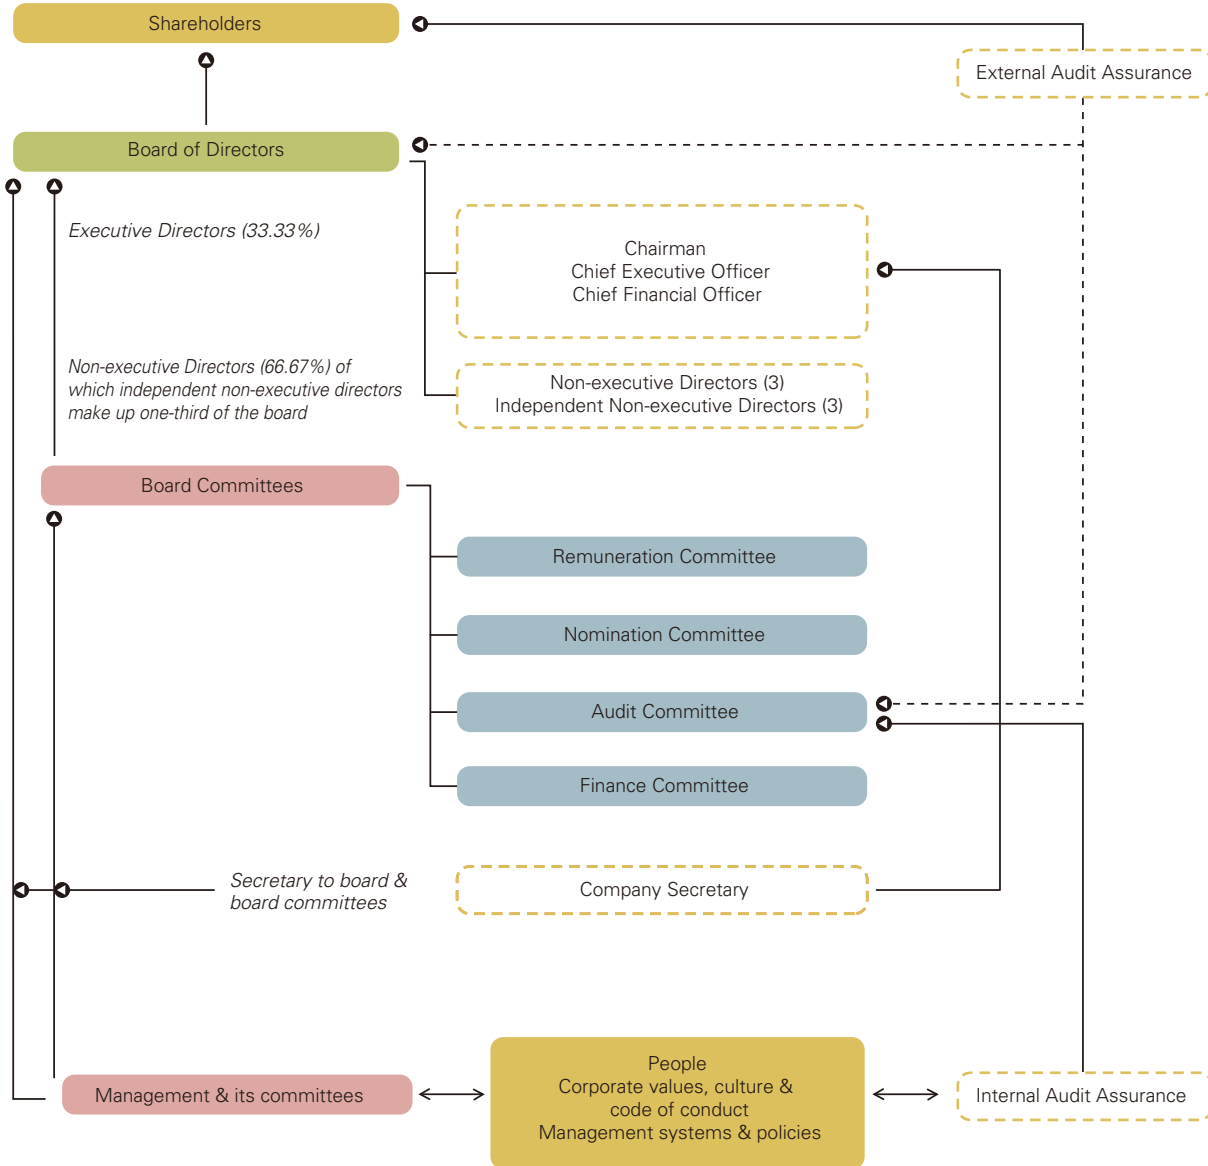 Shareholders
External Audit Assurance
Board of Directors
Executive Directors (33.33%)
Chairman
Chief Executive Officer
Chief Financial Officer
Non-executive Directors (66.67%) of
which independent non-executive directors
make up one-third of the board
Non-executive Directors (3)
Independent Non-executive Directors (3)
Board Committees
Remuneration Committee
Nomination Committee
Audit Committee
Finance Committee
Secretary to board &
board committees
Company Secretary
Management & its committees
People
Corporate values, culture &
code of conduct
Management systems & policies
Internal Audit Assurance